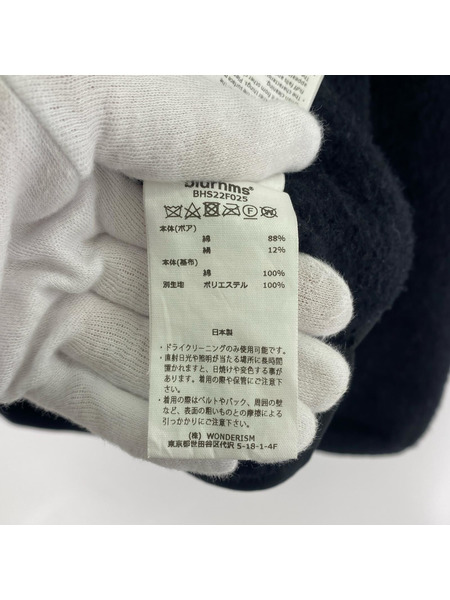 blurhms®
BHS22F025
本体(ボア)
綿 88%
絹 12%
本体(基布)
綿 100%
別生地 ポリエステル 100%
日本製
・ドライクリーニングのみ使用可能です。
・直射日光や照明が当たる場所に長時間
置かれますと、日焼けや変色する事が
あります。着用の際や保管にご注意下
さい。
・着用の際はベルトやバック、周囲の壁
など、表面の粗いものとの摩擦による
引っかかりにご注意下さい。
(株) WONDERISM
東京都世田谷区代沢 5-18-1-4F